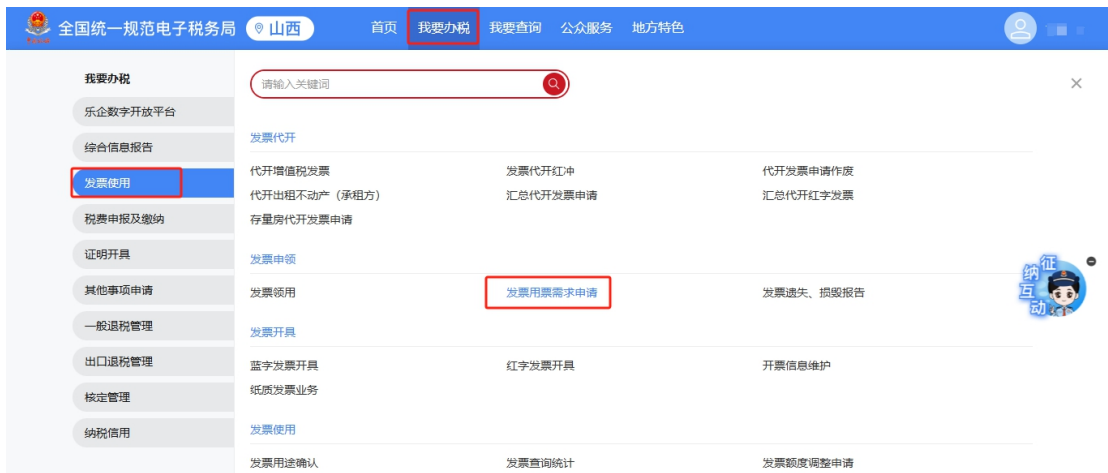 全国统一规范电子税务局 山西 首页 我要办税 我要查询 公众服务 地方特色
我要办税
乐企数字开放平台
综合信息报告
发票使用
税费申报及缴纳
证明开具
其他事项申请
一般退税管理
出口退税管理
核定管理
纳税信用
请输入关键词
发票代开
代开增值税发票 发票代开红冲 代开发票申请作废
代开出租不动产（承租方） 汇总代开发票申请 汇总代开红字发票
存量房代开发票申请
发票申领
发票领用 发票用票需求申请 发票遗失、损毁报告
发票开具
蓝字发票开具 红字发票开具 开票信息维护
纸质发票业务
发票使用
发票用途确认 发票查询统计 发票额度调整申请
征纳互动